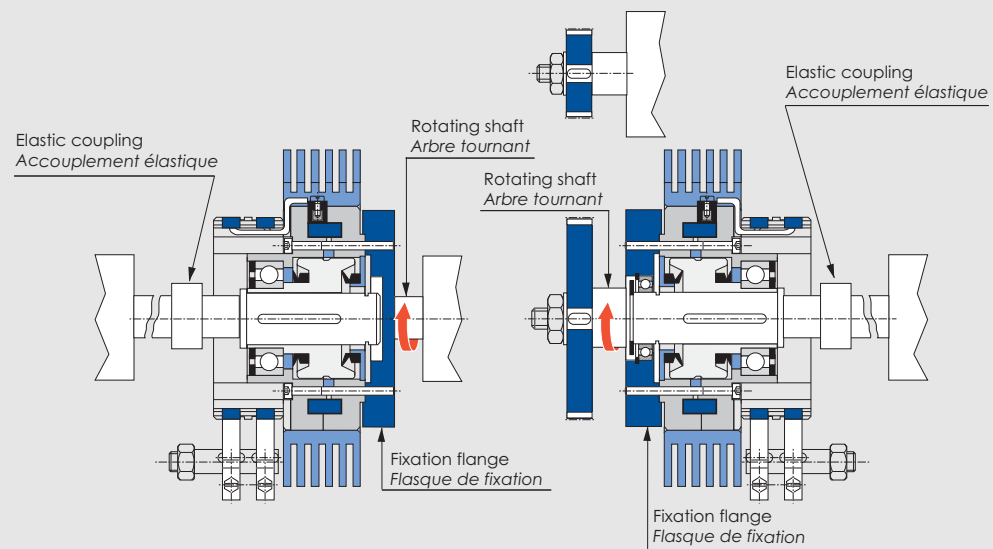 Elastic coupling
Accouplement élastique
Rotating shaft
Arbre tournant
Elastic coupling
Accouplement élastique
Rotating shaft
Arbre tournant
Fixation flange
Flasque de fixation
Fixation flange
Flasque de fixation